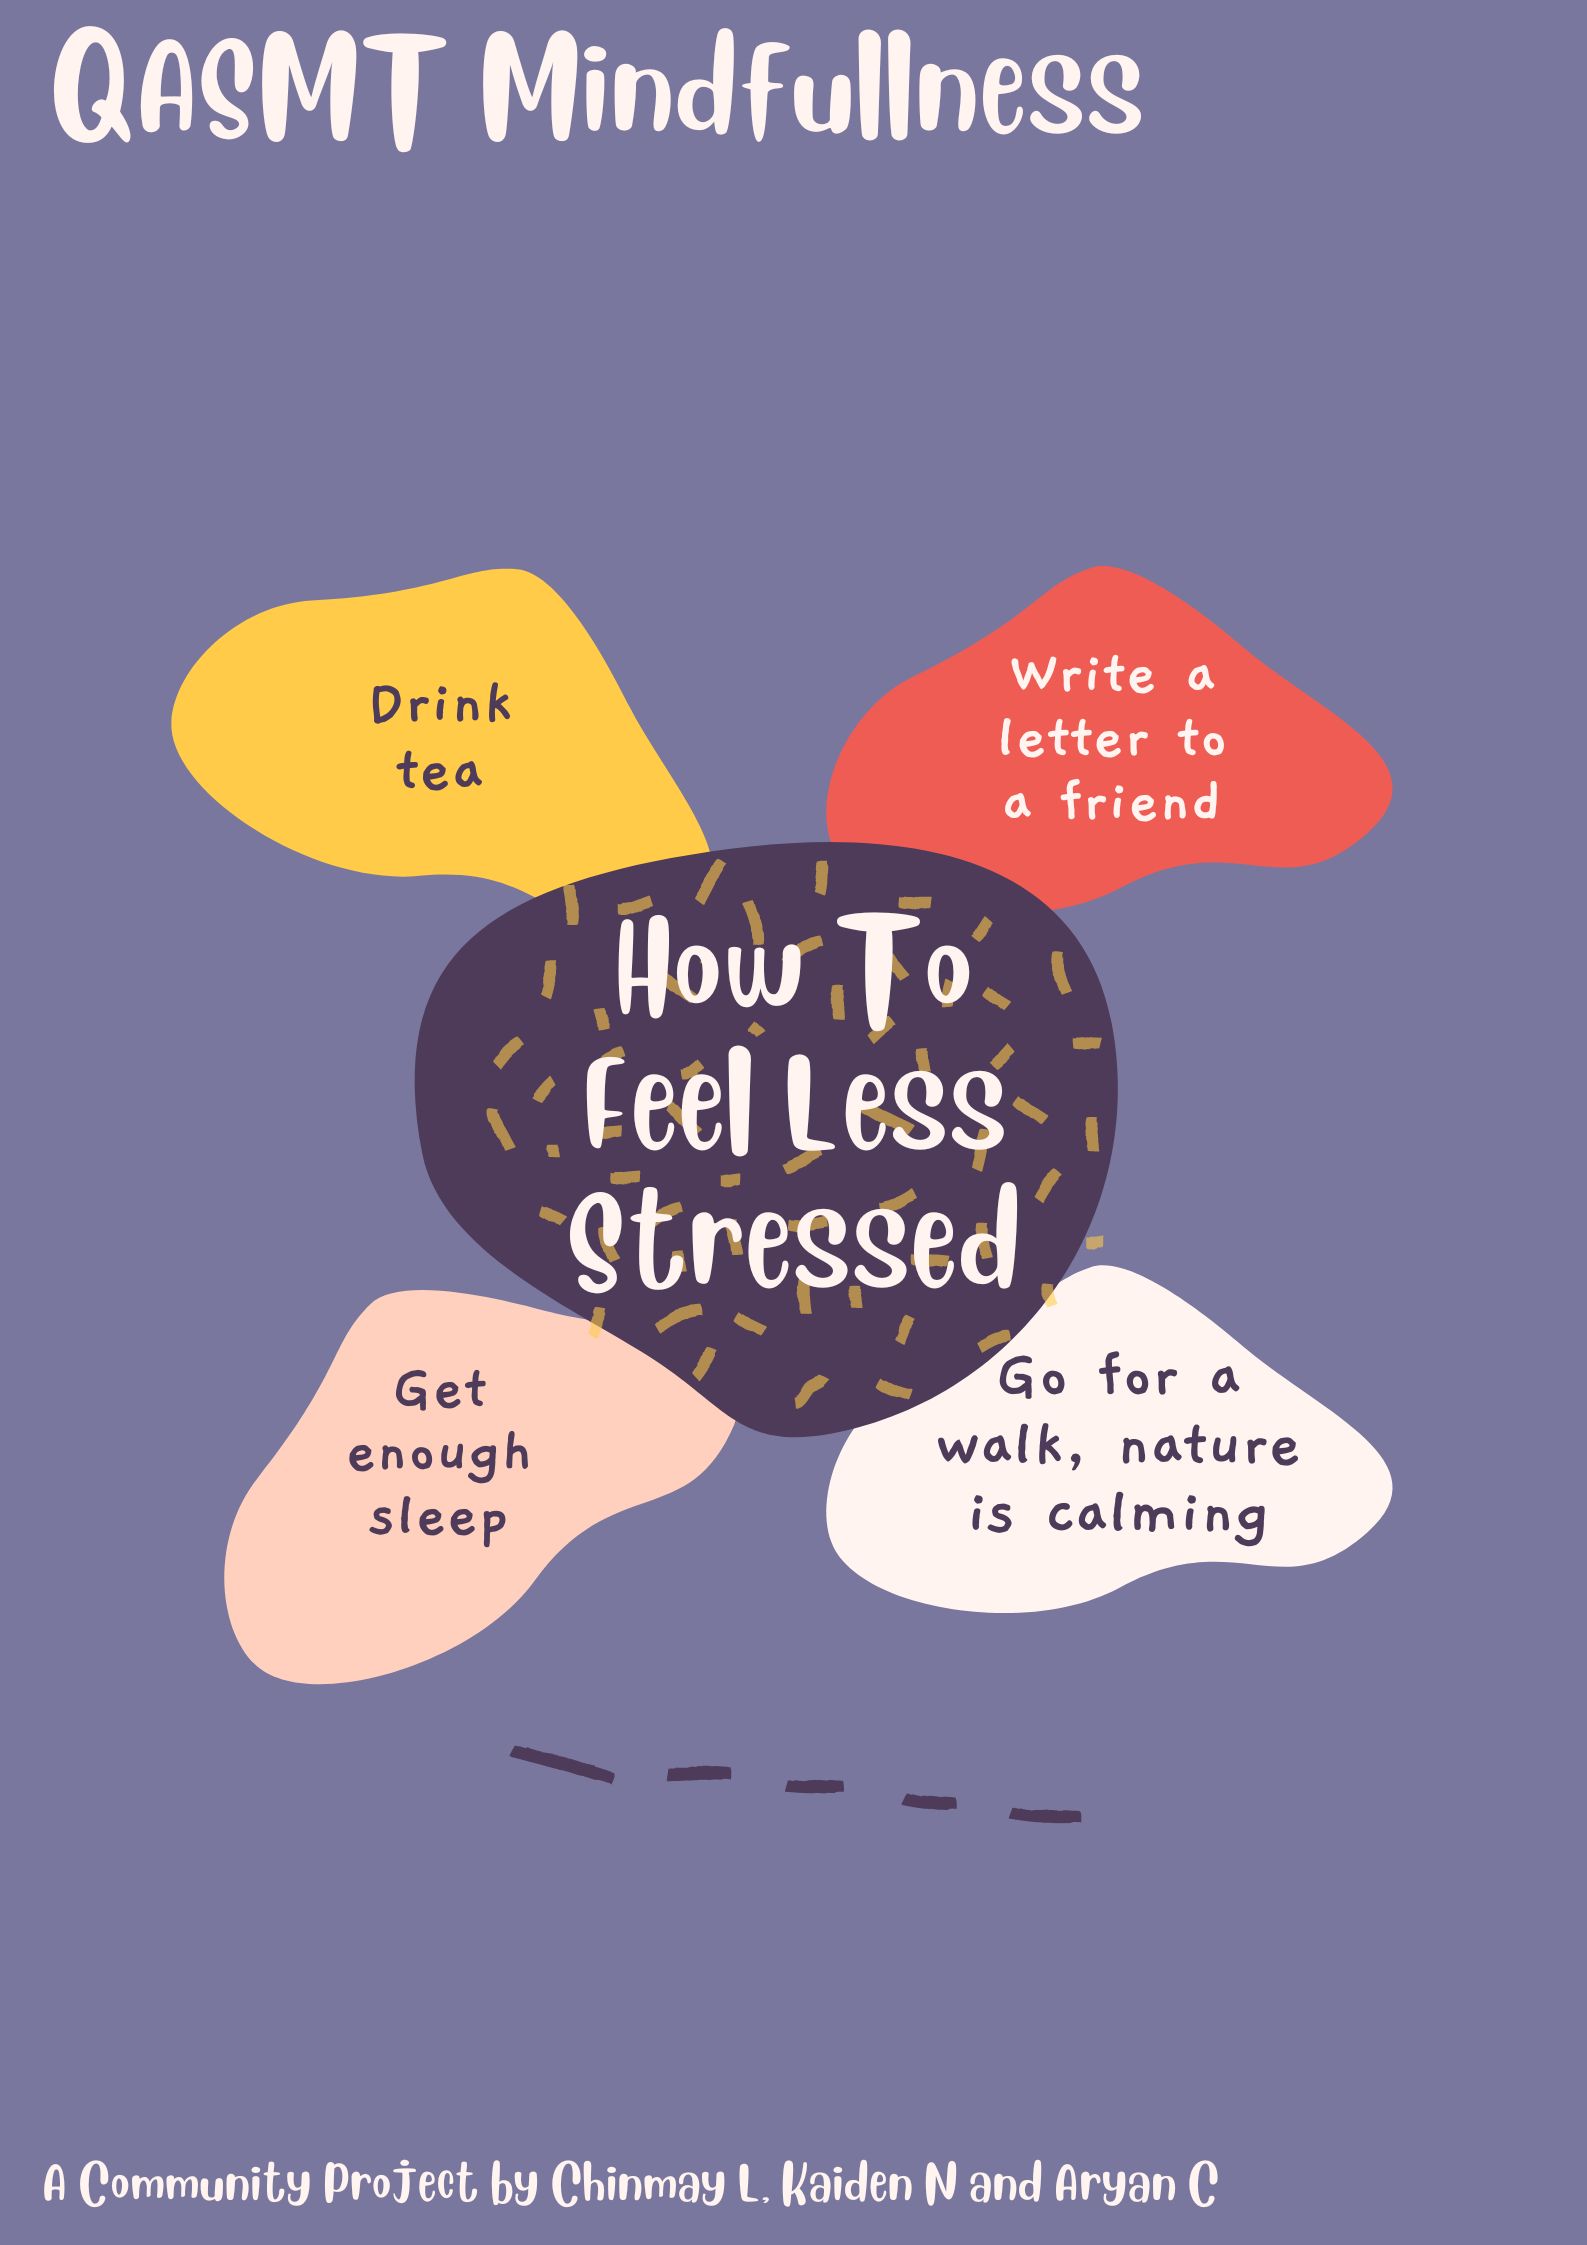 QASMT Mindfullness
Drink
tea
Write a
letter to
a friend
How To
Feel Less
Stressed
Get
enough
sleep
Go for a
walk, nature
is calming
A Community Project by Chinmay L, Kaiden N and Aryan C